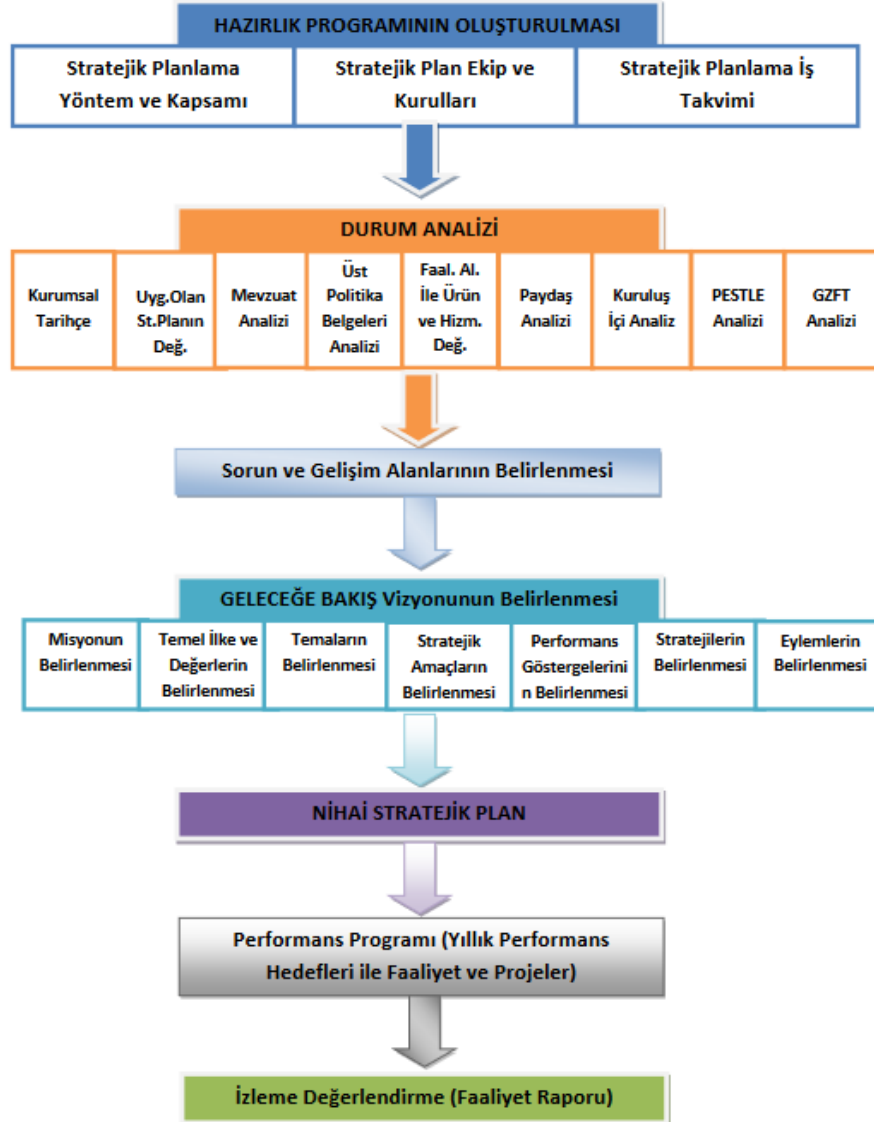 HAZIRLIK PROGRAMININ OLUŞTURULMASI
Stratejik Planlama
Yöntem ve Kapsamı
Stratejik Plan Ekip ve
Kurulları
Stratejik Planlama İş
Takvimi
DURUM ANALİZİ
Kurumsal
Tarihçe
Uyg.Olan
St.Planın
Değ.
Mevzuat
Analizi
Üst
Politika
Belgeleri
Analizi
Faal. Al.
İle Ürün
ve Hizm.
Değ.
Paydaş
Analizi
Kuruluş
İçi Analiz
PESTLE
Analizi
GZFT
Analizi
Sorun ve Gelişim Alanlarının Belirlenmesi
GELECEĞE BAKIŞ Vizyonunun Belirlenmesi
Misyonun
Belirlenmesi
Temel İlke ve
Değerlerin
Belirlenmesi
Temaların
Belirlenmesi
Stratejik
Amaçların
Belirlenmesi
Performans
Göstergelerini
n Belirlenmesi
Stratejilerin
Belirlenmesi
Eylemlerin
Belirlenmesi
NİHAİ STRATEJİK PLAN
Performans Programı (Yıllık Performans
Hedefleri ile Faaliyet ve Projeler)
İzleme Değerlendirme (Faaliyet Raporu)